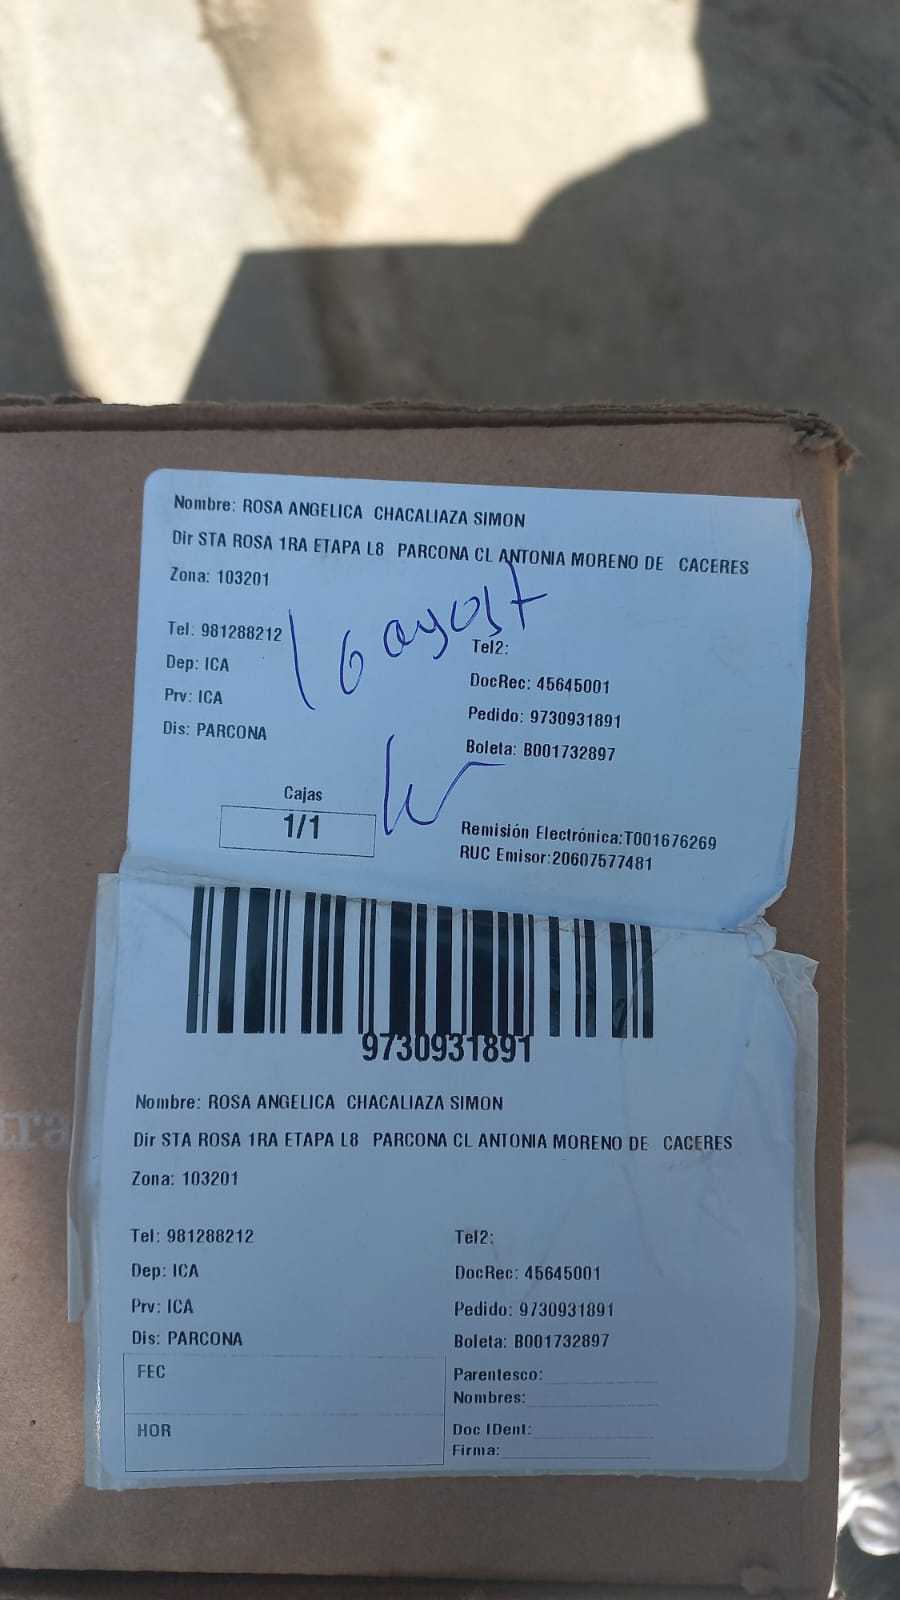 Nombre: ROSA ANGELICA CHACALIAZA SIMON
Dir STA ROSA 1RA ETAPA L8 PARCONA CL ANTONIA MORENO DE CACERES
Zona: 103201
16 agost
Tel: 981288212
Tel2:
Dep: ICA
DocRec: 45645001
Prv: ICA
Pedido: 9730931891
Dis: PARCONA
Boleta: B001732897
Cajas
1/1
Remisión Electrónica:T001676269
RUC Emisor:20607577481
9730931891
Nombre: ROSA ANGELICA CHACALIAZA SIMON
Dir STA ROSA 1RA ETAPA L8 PARCONA CL ANTONIA MORENO DE CACERES
Zona: 103201
Tel: 981288212
Tel2:
Dep: ICA
DocRec: 45645001
Prv: ICA
Pedido: 9730931891
Dis: PARCONA
Boleta: B001732897
FEC
Parentesco:
Nombres:
HOR
Doc IDent:
Firma: